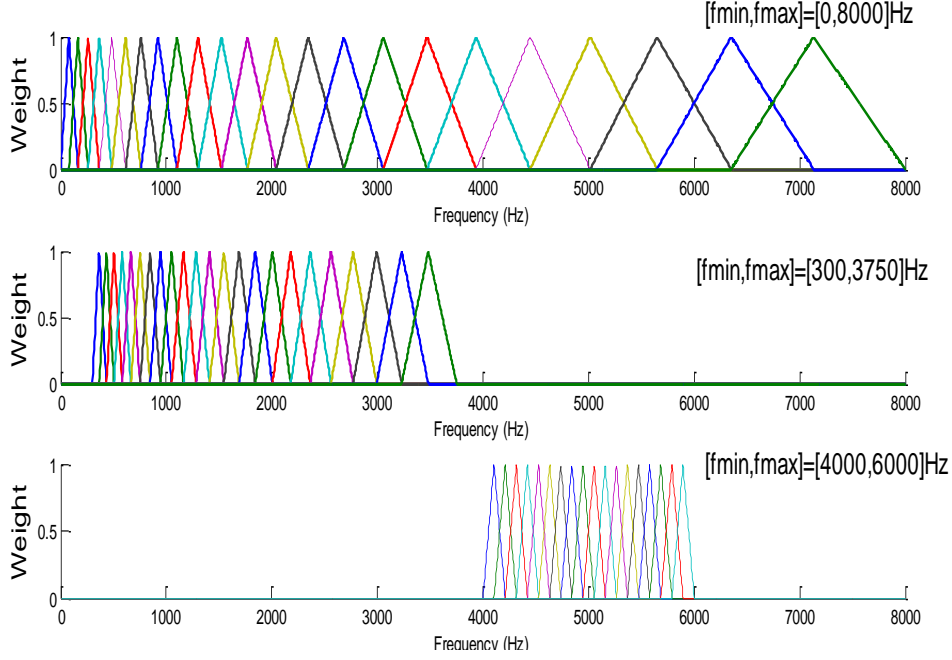 [fmin,fmax]=[0,8000]Hz
Weight
1
0.5
0
0 1000 2000 3000 4000 5000 6000 7000 8000
Frequency (Hz)
[fmin,fmax]=[300,3750]Hz
Weight
1
0.5
0
0 1000 2000 3000 4000 5000 6000 7000 8000
Frequency (Hz)
[fmin,fmax]=[4000,6000]Hz
Weight
1
0.5
0
0 1000 2000 3000 4000 5000 6000 7000 8000
Frequency (Hz)